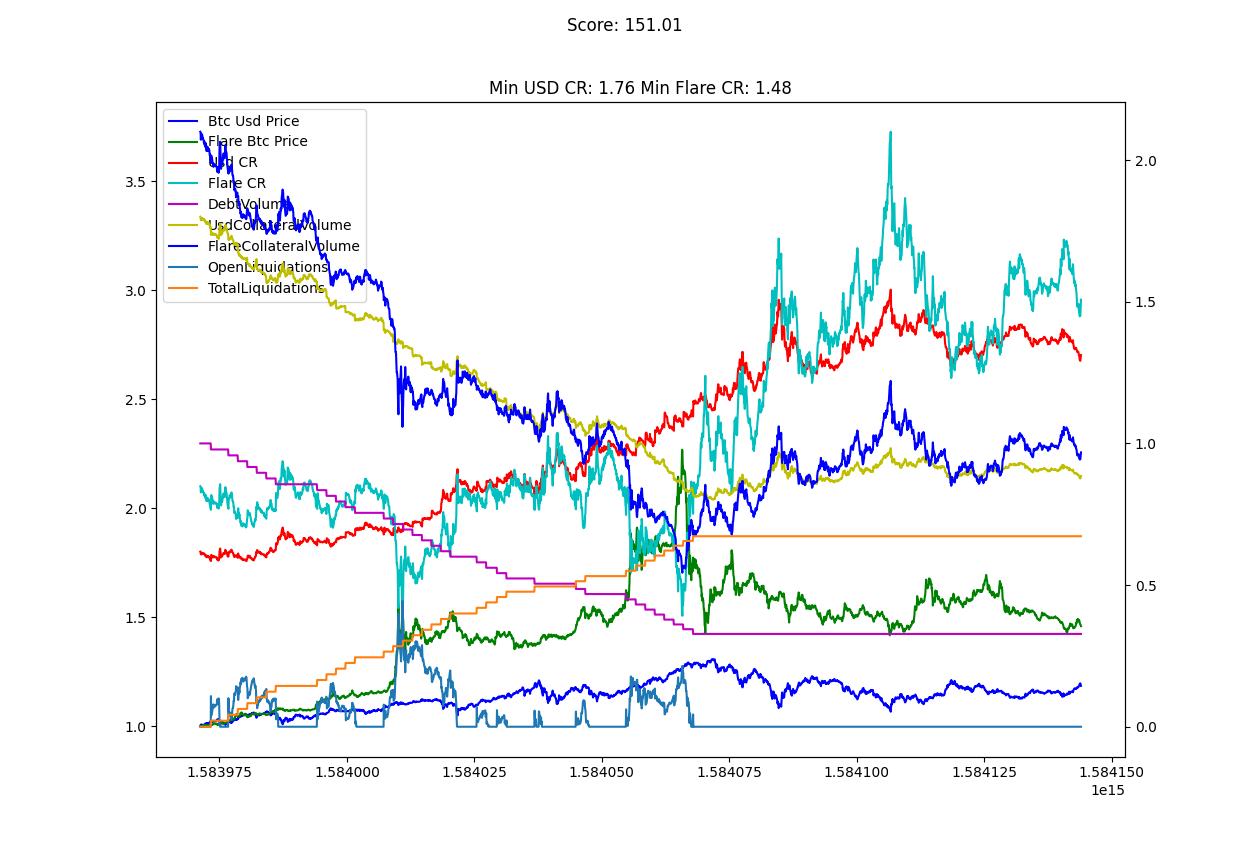 Score: 151.01
Min USD CR: 1.76 Min Flare CR: 1.48
Btc Usd Price
Flare Btc Price
Usd CR
Flare CR
DebtVolume
UsdCollateralVolume
FlareCollateralVolume
OpenLiquidations
TotalLiquidations
3.5
3.0
2.5
2.0
1.5
1.0
2.0
1.5
1.0
0.5
0.0
1.583975 1.584000 1.584025 1.584050 1.584075 1.584100 1.584125 1.584150
1e15